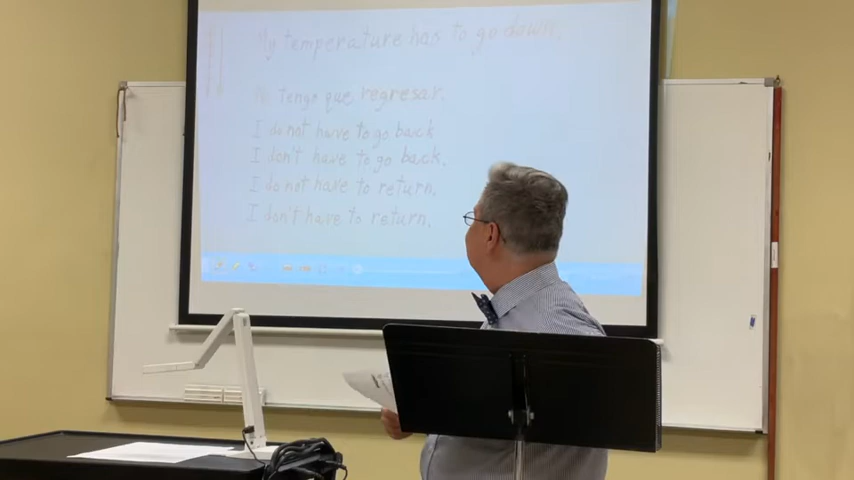 My temperature has to go down.
tengo que regresar.
I do not have to go back
I don't have to go back.
I do not have to return.
I don't have to return.